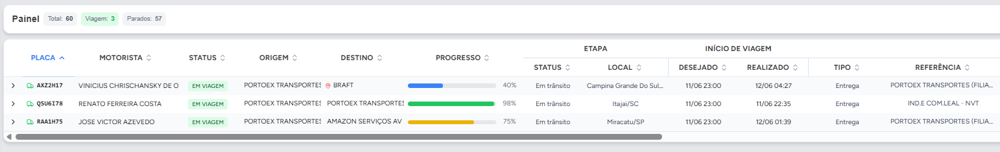 Painel Total: 60 Viagem: 3 Parados: 57
ETAPA INÍCIO DE VIAGEM
PLACA MOTORISTA STATUS ORIGEM DESTINO PROGRESSO
STATUS LOCAL DESEJADO REALIZADO TIPO REFERÊNCIA
AXZ2H17 VINICIUS CHRISCHANSKY DE O EM VIAGEM PORTOEX TRANSPORTES BRAFT 40% Em trânsito Campina Grande Do Sul... 11/06 23:00 12/06 04:27 Entrega PORTOEX TRANSPORTES (FILIA...
QSU6I78 RENATO FERREIRA COSTA EM VIAGEM PORTOEX TRANSPORTES PORTOEX TRANSPORTES 98% Em trânsito Itajaí/SC 11/06 23:00 11/06 22:35 Entrega IND.E COM.LEAL - NVT
RAA1H75 JOSE VICTOR AZEVEDO EM VIAGEM PORTOEX TRANSPORTES AMAZON SERVIÇOS AV 75% Em trânsito Miracatu/SP 11/06 23:00 12/06 01:39 Entrega PORTOEX TRANSPORTES (FILIA...